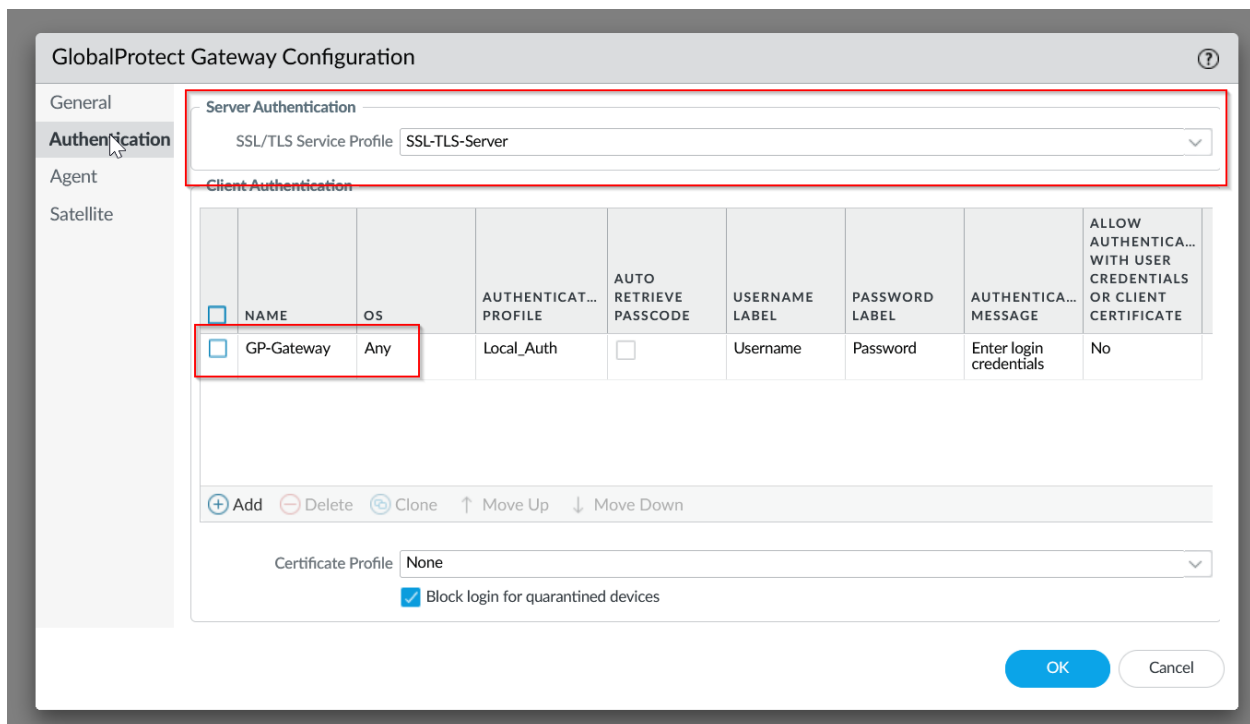 GlobalProtect Gateway Configuration
?
General
Authentication
Agent
Satellite
Server Authentication
SSL/TLS Service Profile SSL-TLS-Server
Client Authentication
NAME
OS
AUTHENTICAT...
PROFILE
AUTO
RETRIEVE
PASSCODE
USERNAME
LABEL
PASSWORD
LABEL
AUTHENTICA...
MESSAGE
ALLOW
AUTHENTICA...
WITH USER
CREDENTIALS
OR CLIENT
CERTIFICATE
GP-Gateway Any Local_Auth Username Password Enter login No
credentials
Add Delete Clone Move Up Move Down
Certificate Profile None
Block login for quarantined devices
OK Cancel